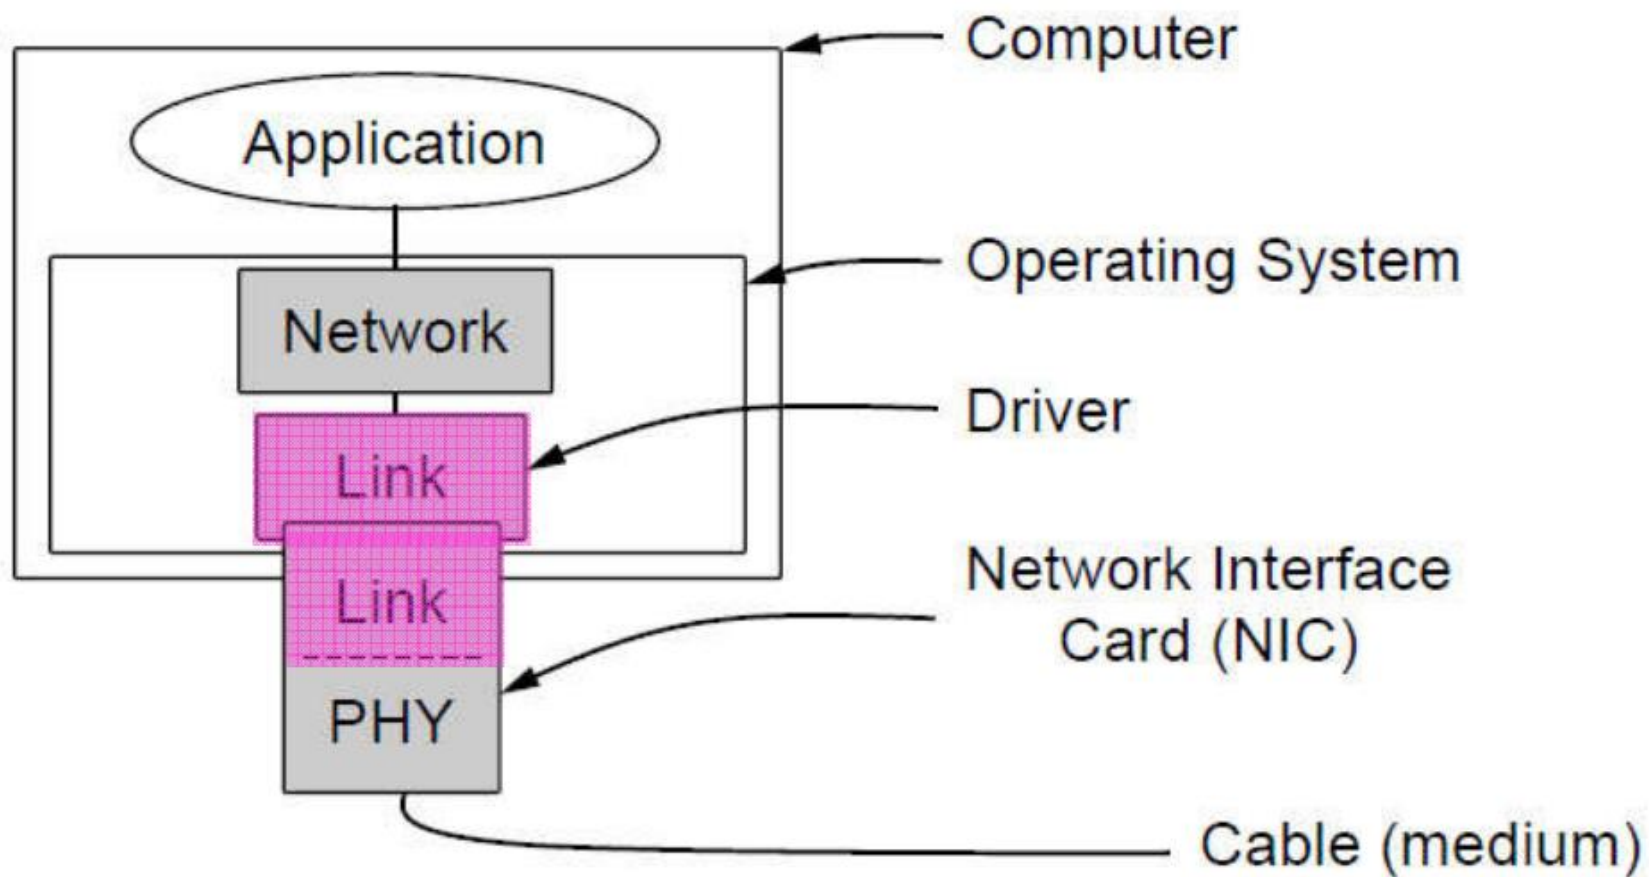 Computer
Application
Operating System
Network
Driver
Link
Network Interface
Card (NIC)
Link
PHY
Cable (medium)